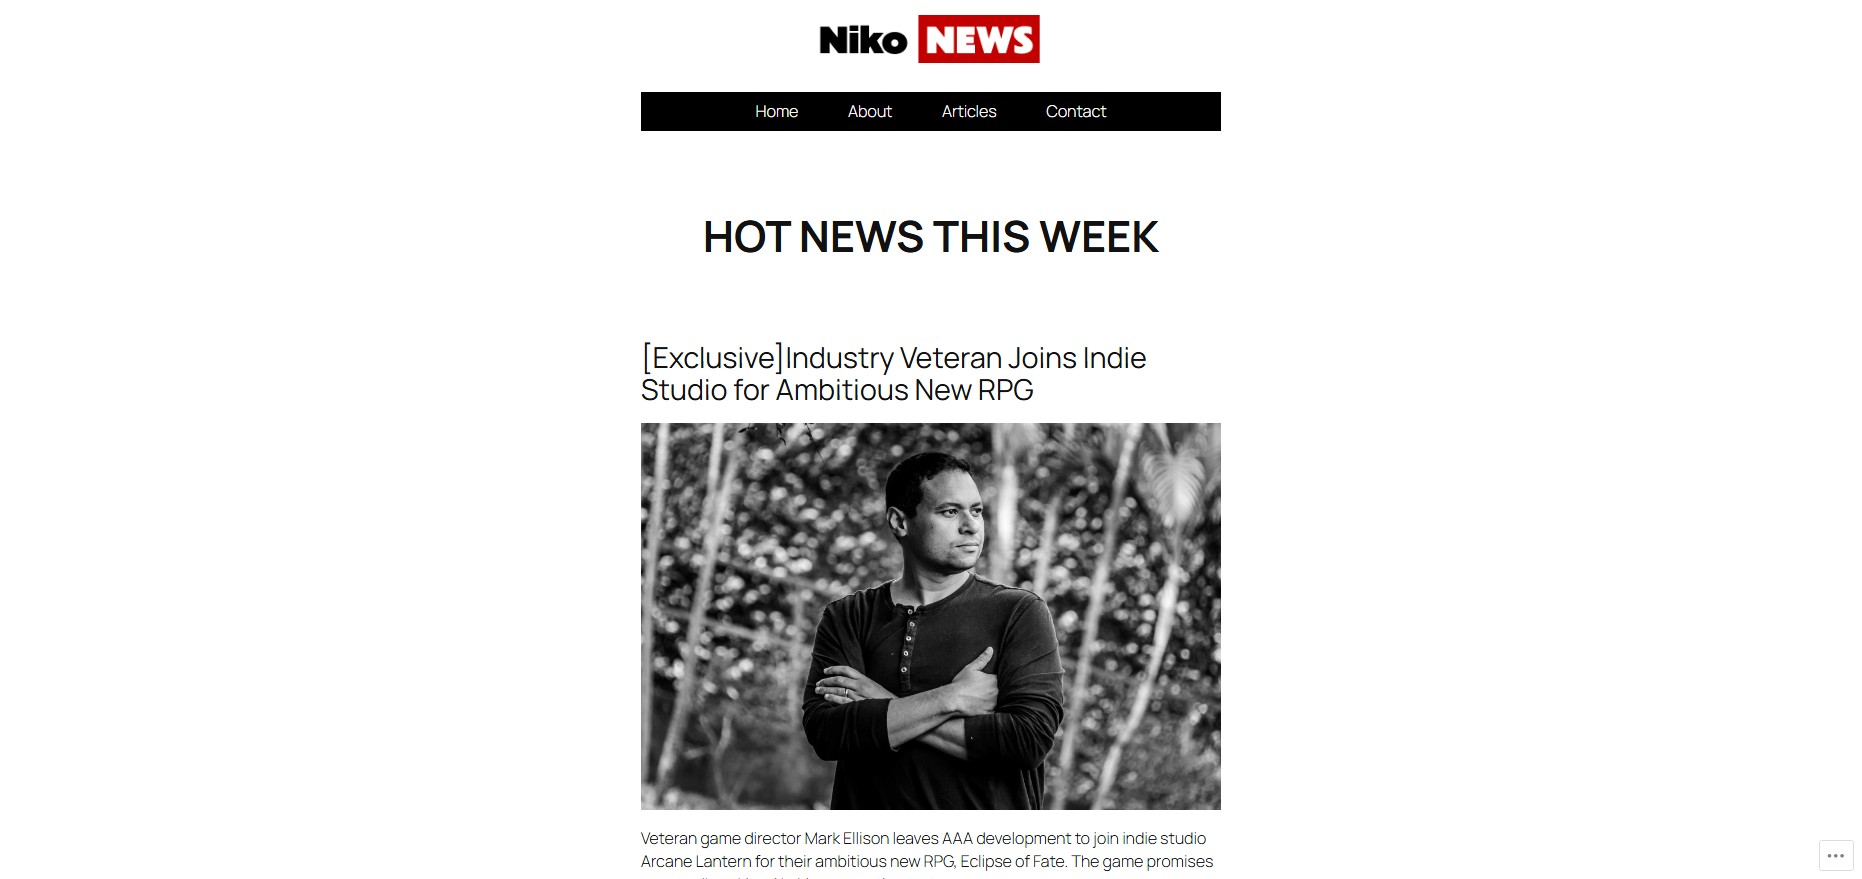 Niko NEWS
Home About Articles Contact
HOT NEWS THIS WEEK
[Exclusive]Industry Veteran Joins Indie
Studio for Ambitious New RPG
Veteran game director Mark Ellison leaves AAA development to join indie studio
Arcane Lantern for their ambitious new RPG, Eclipse of Fate. The game promises